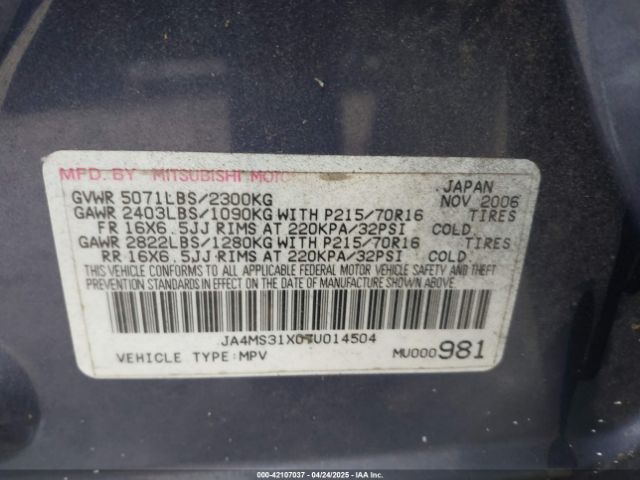 MFD. BY MITSUBISHI MOTO
JAPAN
GVWR 5071LBS/2300KG NOV 2006
GAWR 2403LBS/1090KG WITH P215/70R16 TIRES
FR 16X6.5JJ RIMS AT 220KPA/32PSI COLD.
GAWR 2822LBS/1280KG WITH P215/70R16 TIRES
RR 16X6.5JJ RIMS AT 220KPA/32PSI COLD
THIS VEHICLE CONFORMS TO ALL APPLICABLE FEDERAL MOTOR VEHICLE SAFETY AND THEFT
PREVENTION STANDARDS IN EFFECT ON THE DATE OF MANUFACTURE SHOWN ABOVE.
JA4MS31X07U014504
VEHICLE TYPE:MPV MU000981
000-42107037 - 04/24/2025 - IAAI.COM